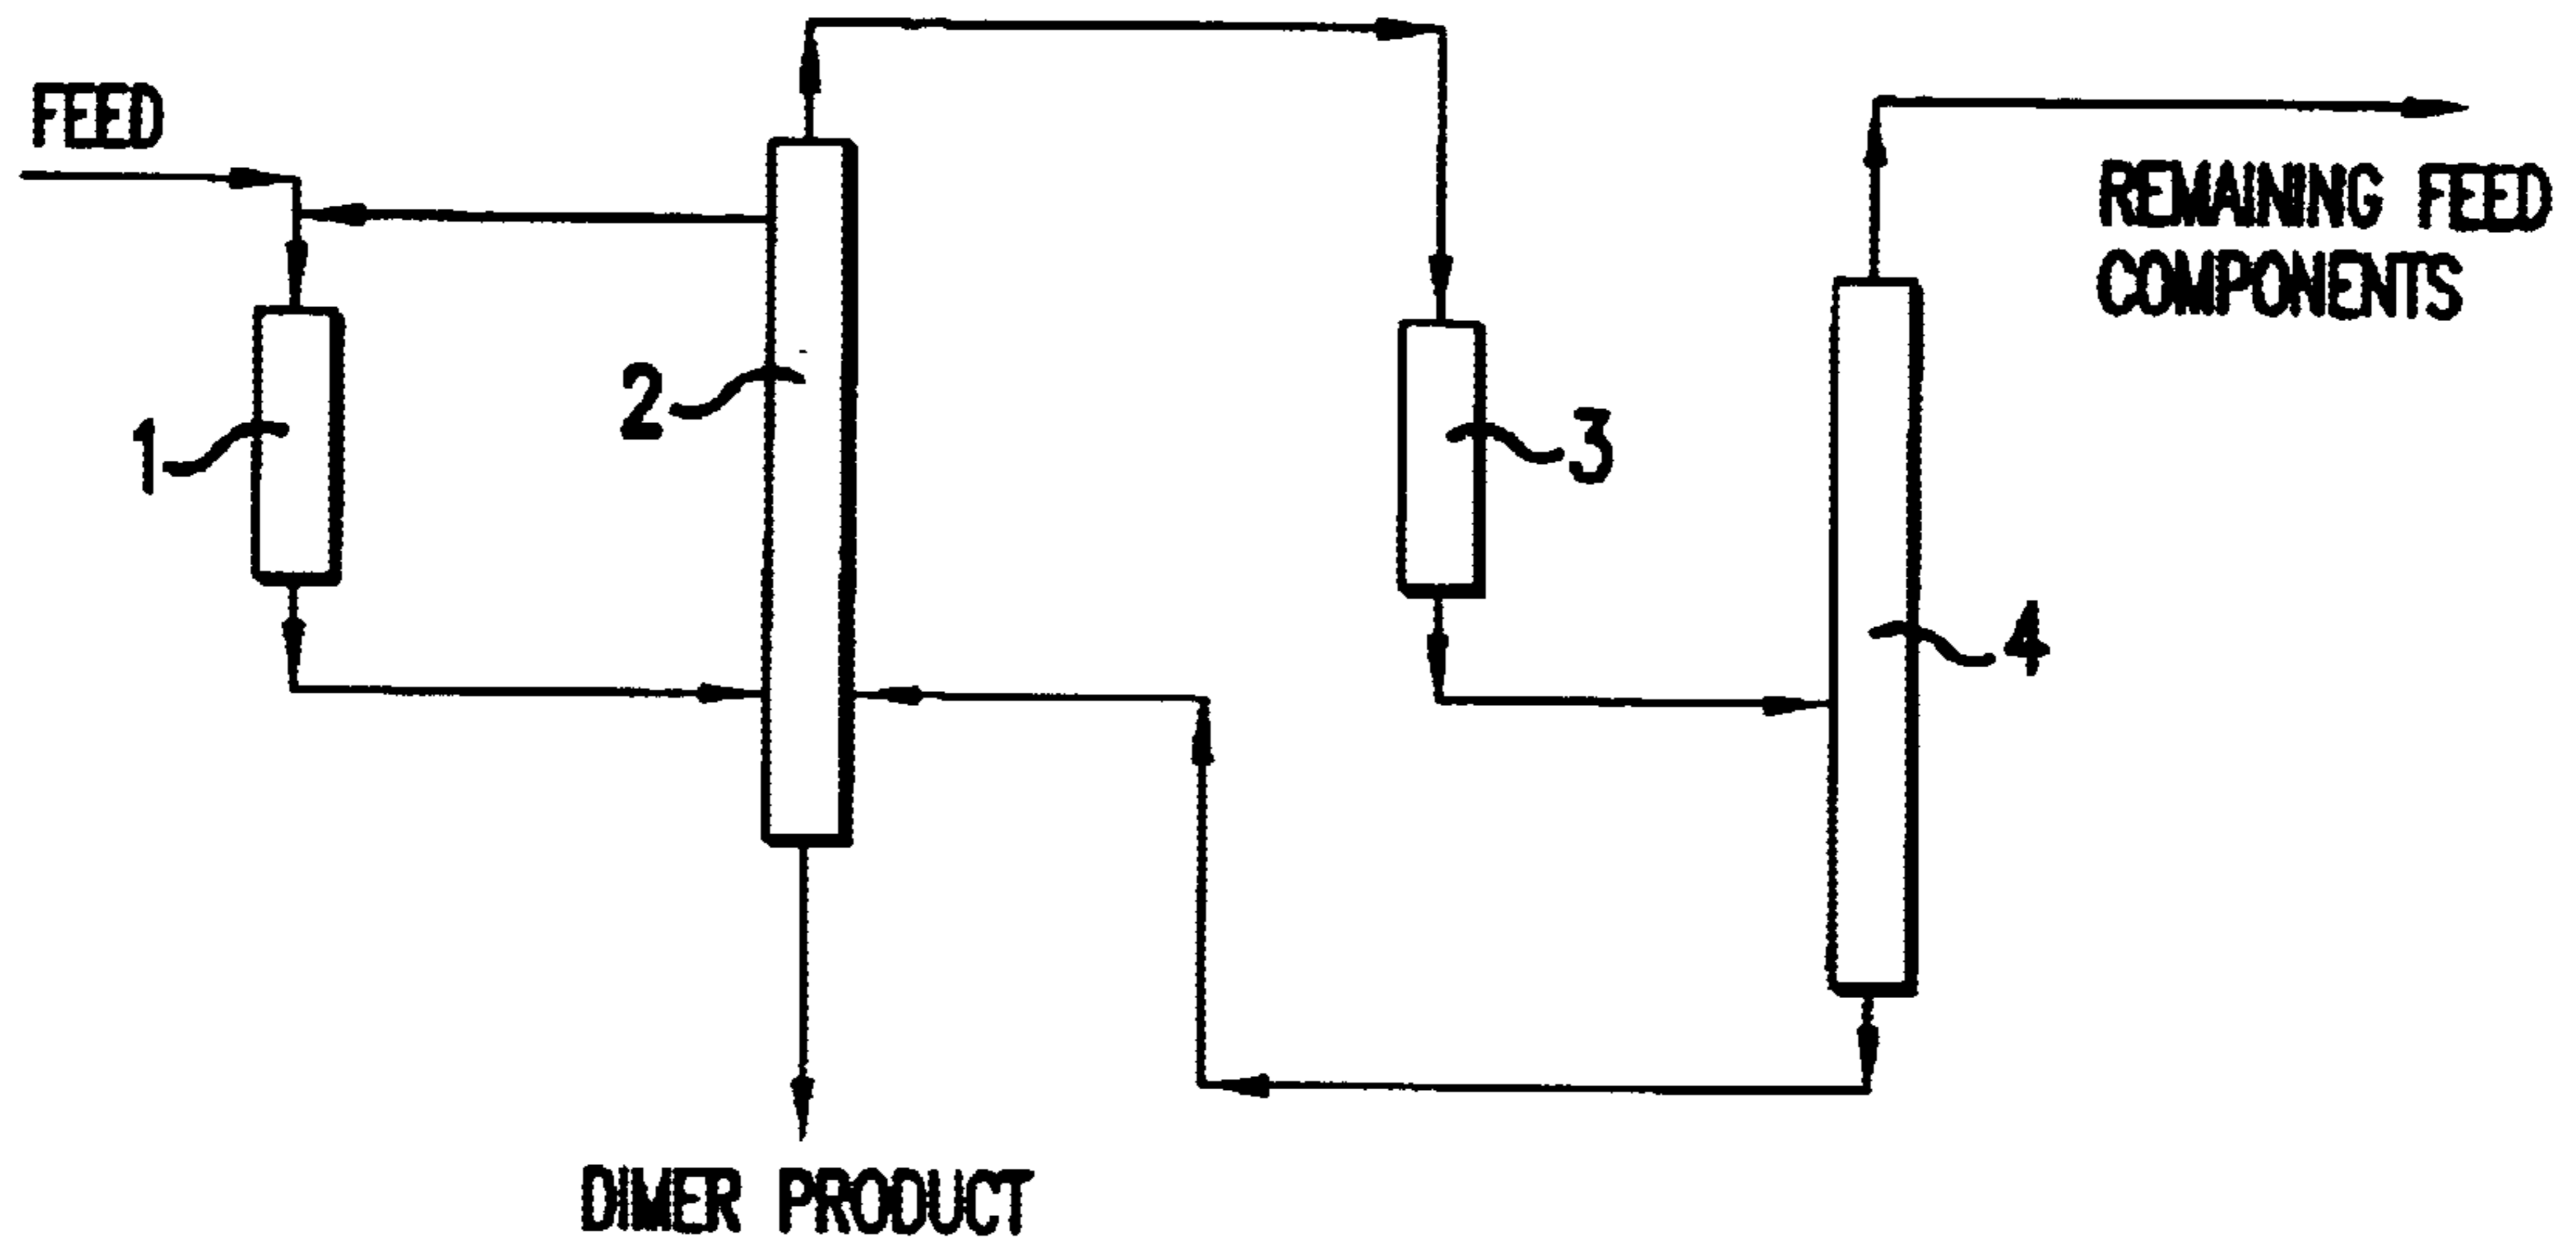 FEED
REMAINING FEED
COMPONENTS
1
2
3
4
DIMER PRODUCT